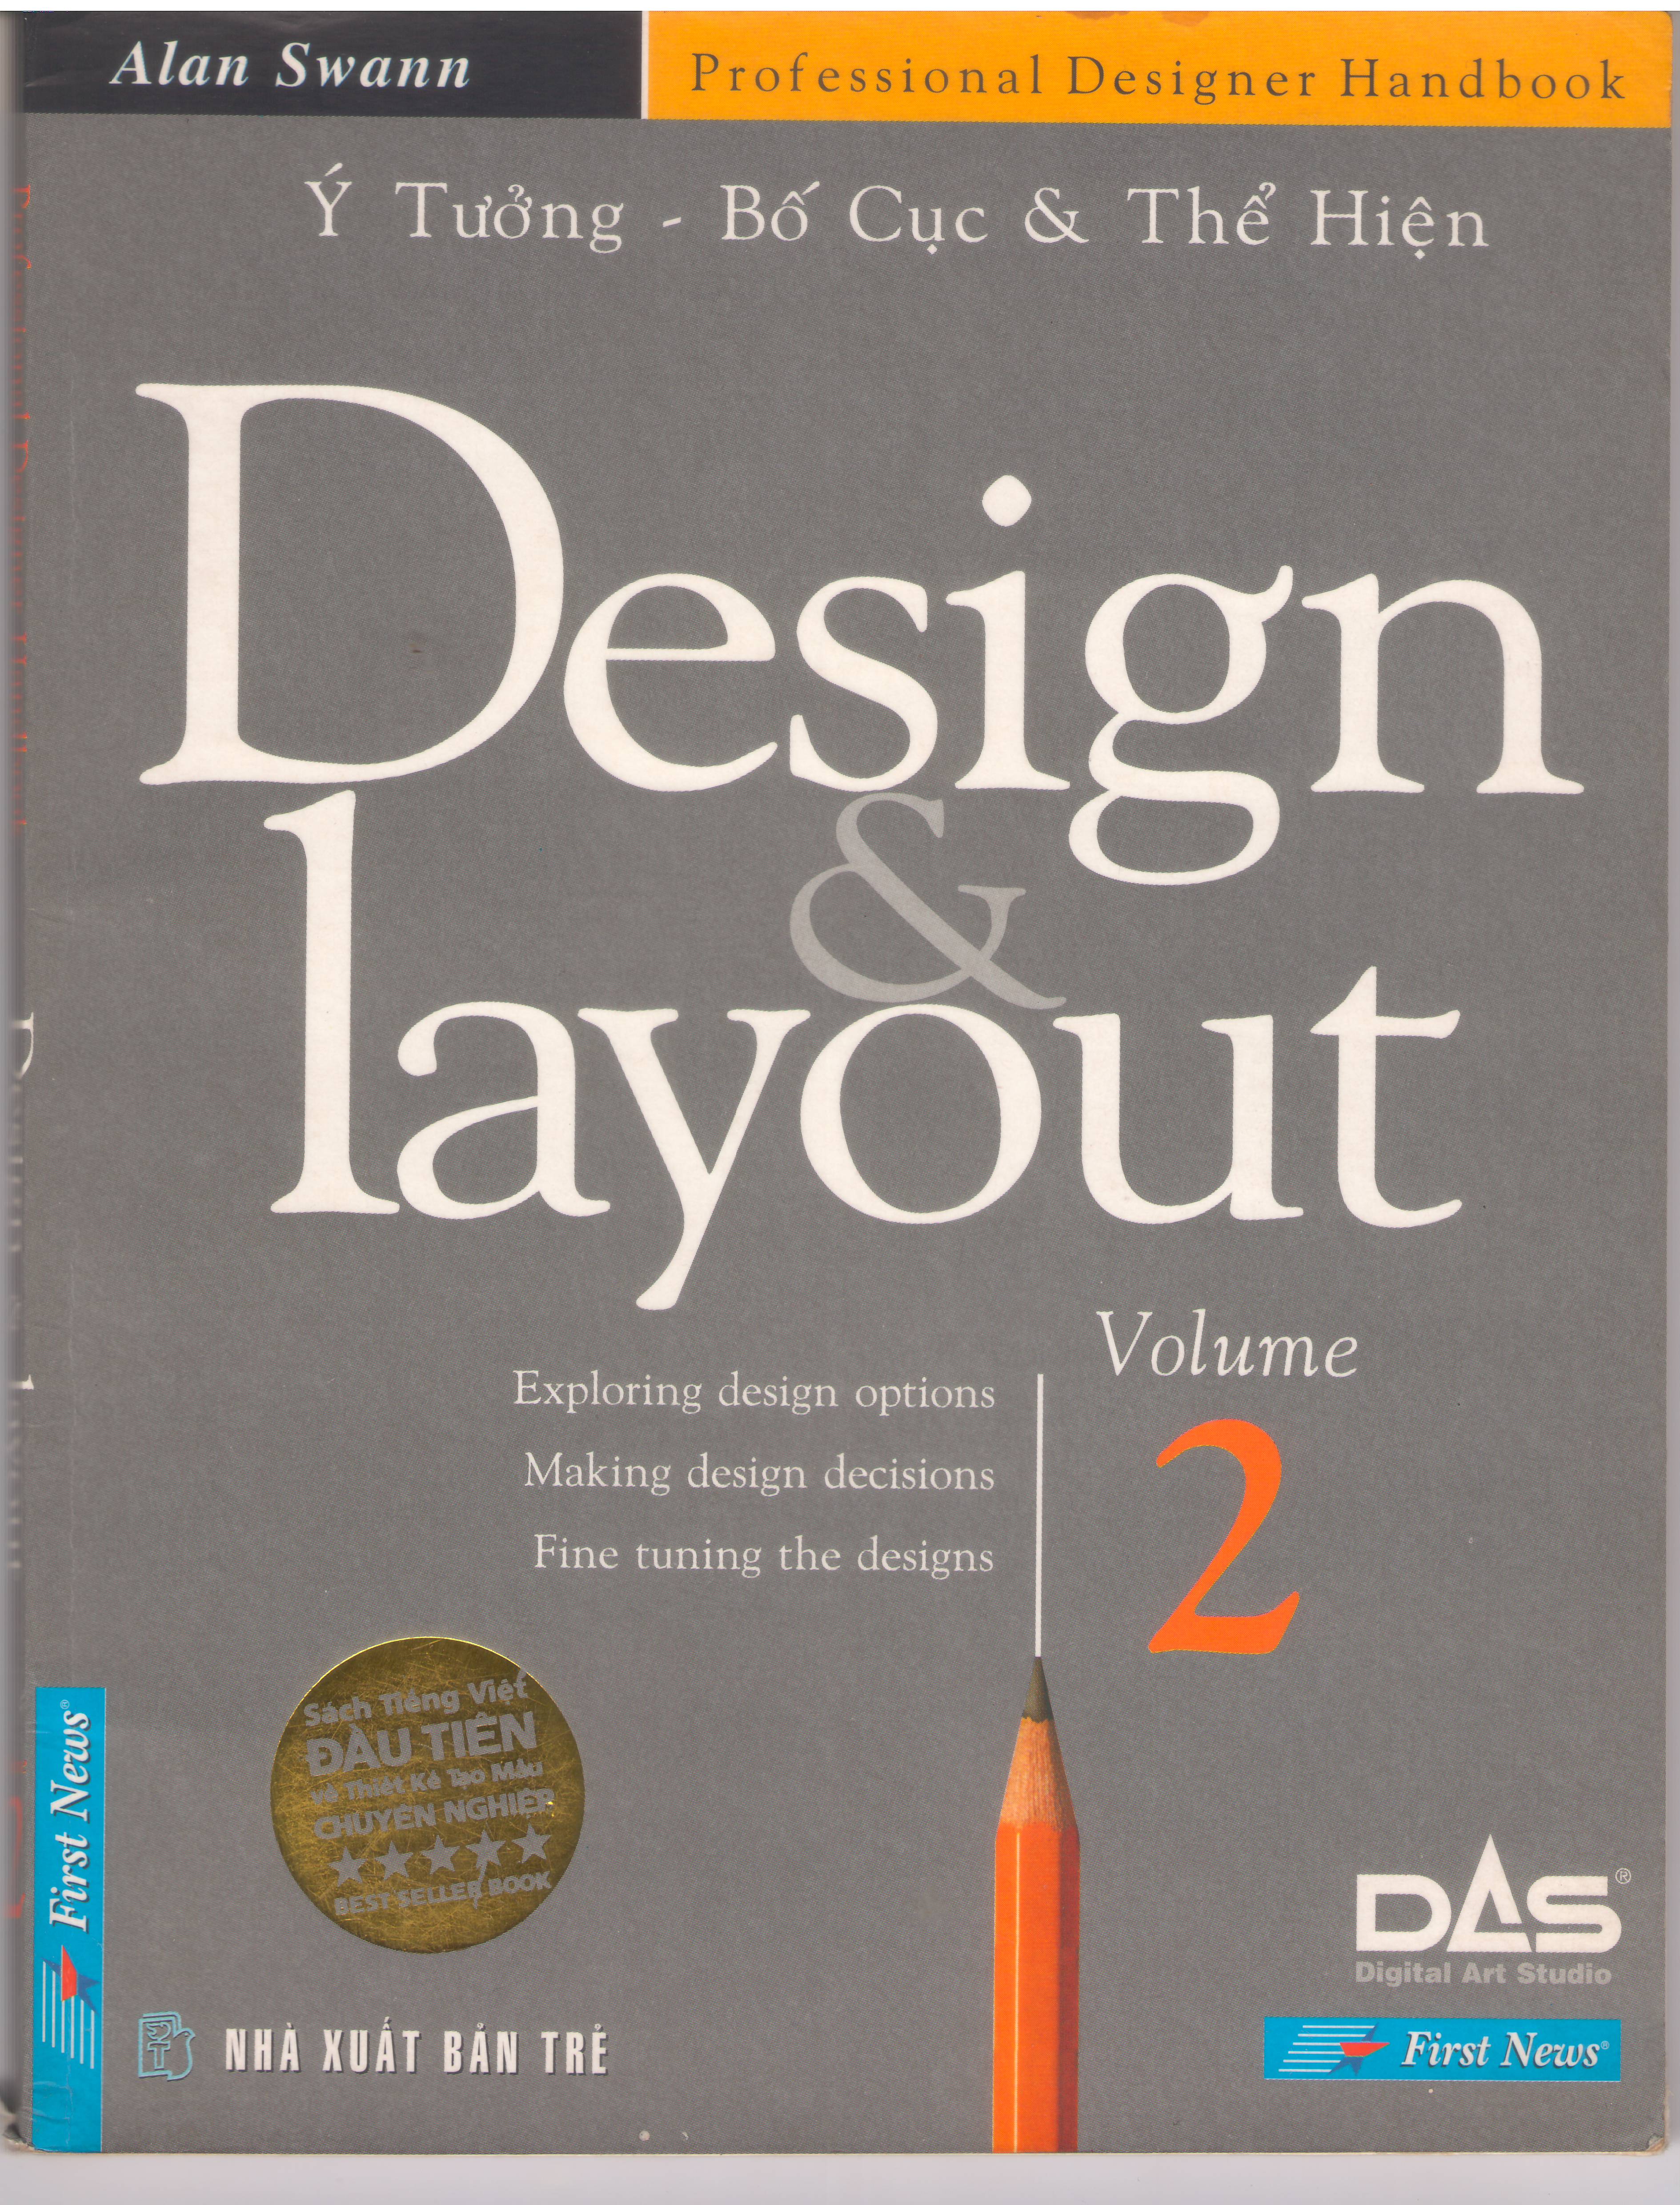 Alan Swann
Professional Designer Handbook
Ý Tưởng - Bố Cục & Thể Hiện
Design
&
layout
Volume
2
Exploring design options
Making design decisions
Fine tuning the designs
Sách Tiếng Việt
ĐẦU TIÊN
về Thiết Kế Tạo Mẫu
CHUYÊN NGHIỆP
BEST SELLER BOOK
First News®
NHÀ XUẤT BẢN TRẺ
DAS®
Digital Art Studio
First News®